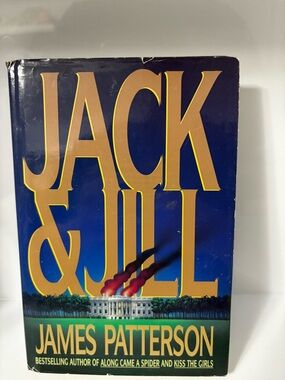 JACK
& JILL
JAMES PATTERSON
BESTSELLING AUTHOR OF ALONG CAME A SPIDER AND KISS THE GIRLS